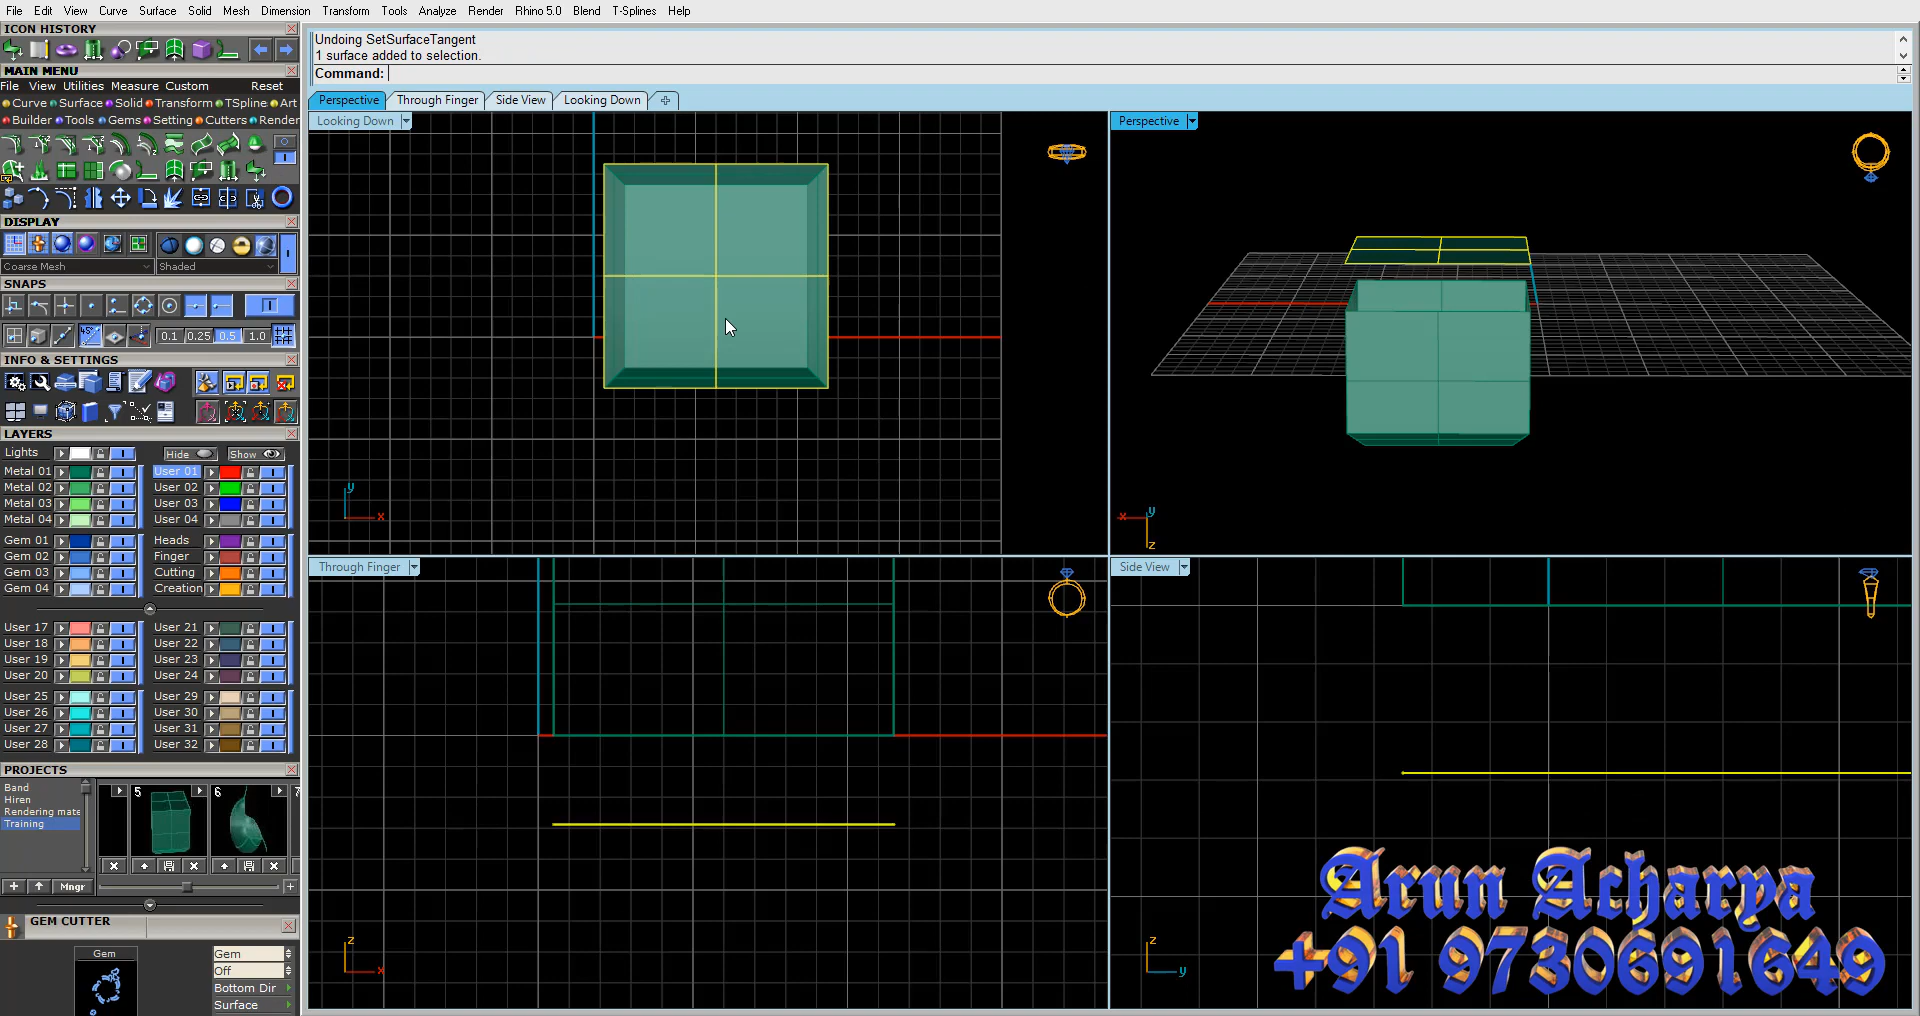 File Edit View Curve Surface Solid Mesh Dimension Transform Tools Analyze Render Rhino 5.0 Blend T-Splines Help
ICON HISTORY
MAIN MENU
File View Utilities Measure Custom Reset
Curve Surface Solid Transform TSpline Art
Builder Tools Gems Setting Cutters Render
DISPLAY
Coarse Mesh Shaded
SNAPS
45°
0.1 0.25 0.5 1.0
INFO & SETTINGS
LAYERS
Lights Hide Show
Metal 01 User 01
Metal 02 User 02
Metal 03 User 03
Metal 04 User 04
Gem 01 Heads
Gem 02 Finger
Gem 03 Cutting
Gem 04 Creation
User 17 User 21
User 18 User 22
User 19 User 23
User 20 User 24
User 25 User 29
User 26 User 30
User 27 User 31
User 28 User 32
PROJECTS
Band
Hiren
Rendering mate
Training
5 6 7
Mngr
GEM CUTTER
Gem
Gem
Off
Bottom Dir
Surface
Undoing SetSurfaceTangent
1 surface added to selection.
Command:
Perspective Through Finger Side View Looking Down
Looking Down
y
x
Perspective
x y
z
Through Finger
z
x
Side View
z
y
Arun Acharya
+91 9730691649